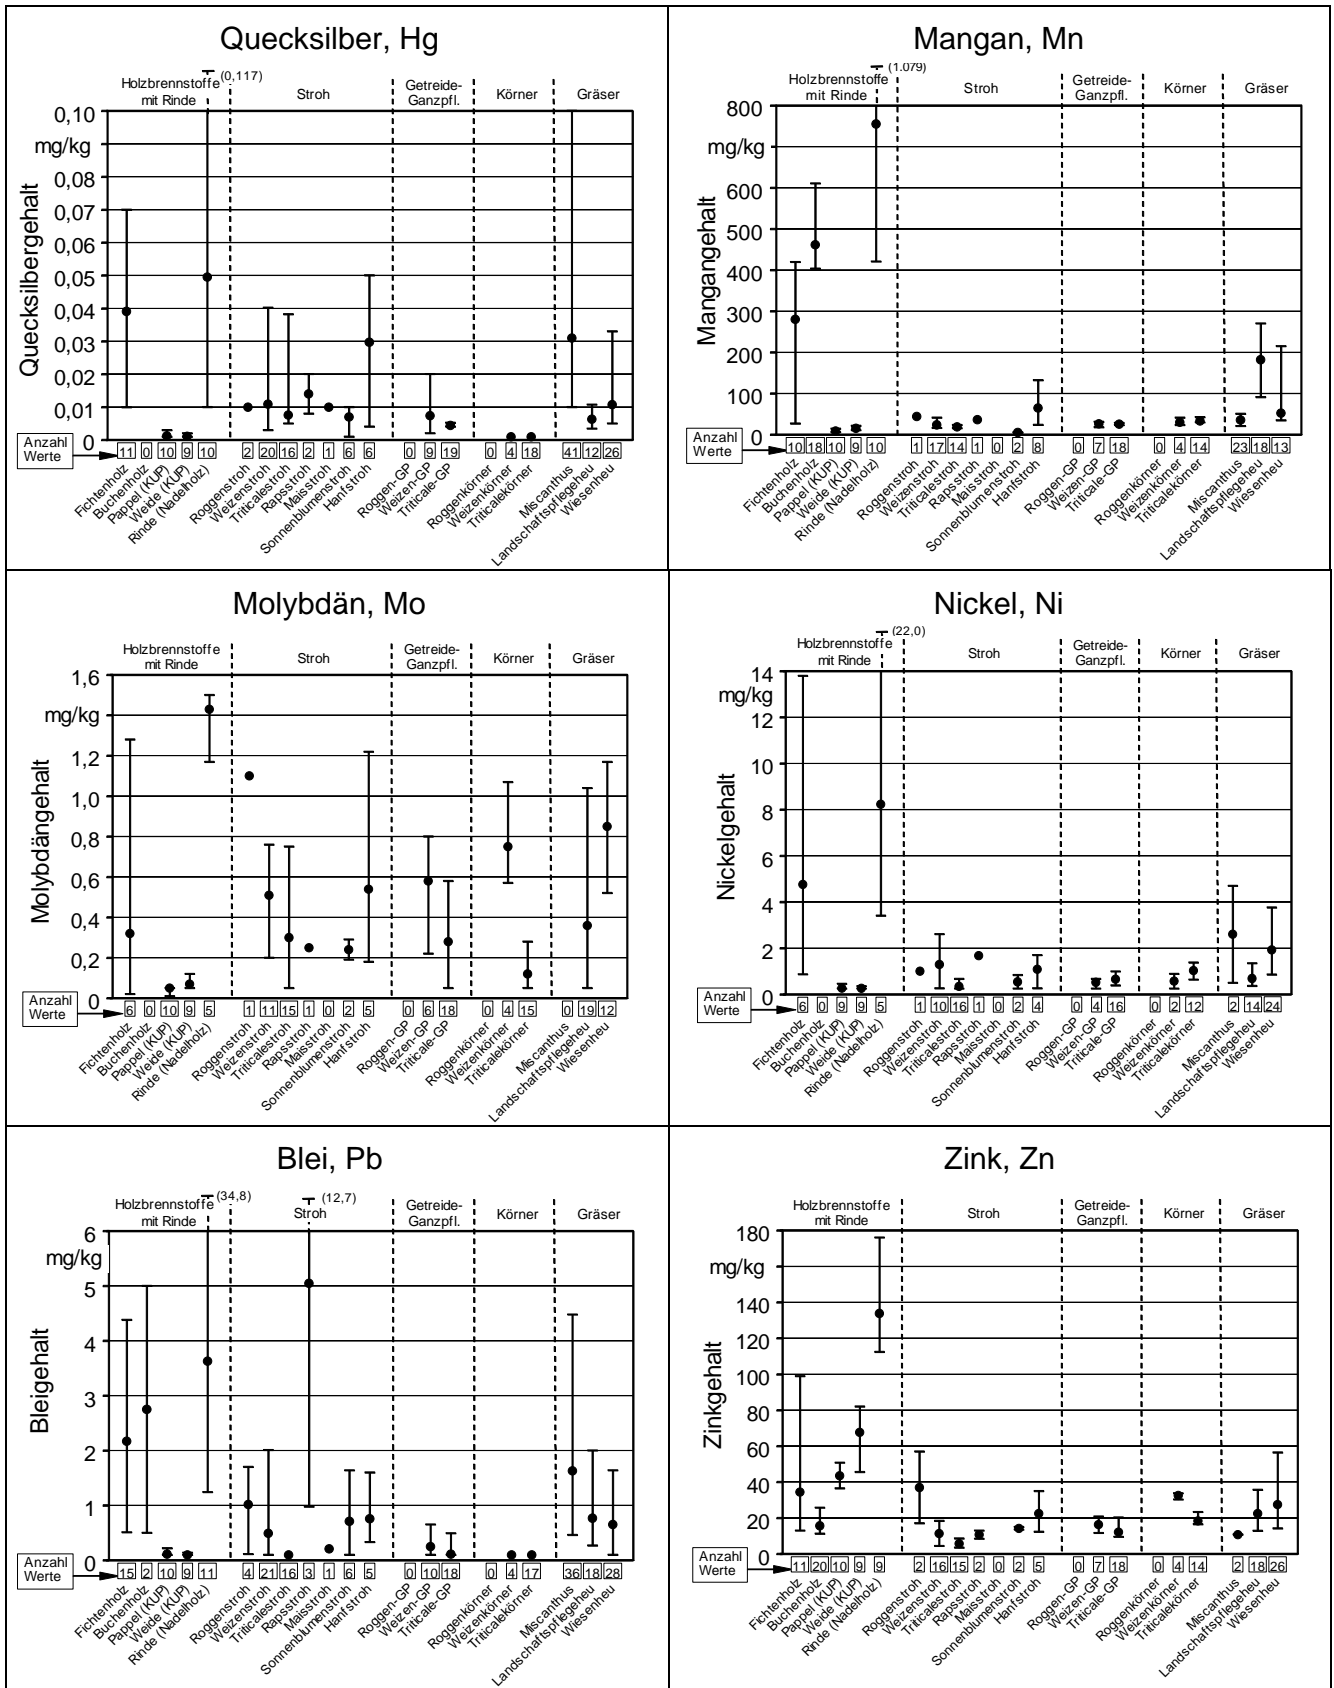 Quecksilber, Hg
Holzbrennstoffe mit Rinde
(0,117)
Stroh
Getreide-Ganzpfl.
Körner
Gräser
0,10
mg/kg
0,08
0,07
0,06
0,05
0,04
0,03
0,02
0,01
0
Quecksilbergehalt
Anzahl Werte
11 0 10 9 10 2 20 16 2 1 6 6 0 9 19 0 4 18 41 12 26
Fichtenholz
Buchenholz
Pappel (KUP)
Weide (KUP)
Rinde (Nadelholz)
Roggenstroh
Weizenstroh
Triticalestroh
Rapsstroh
Maisstroh
Sonnenblumenstroh
Hanfstroh
Roggen-GP
Weizen-GP
Triticale-GP
Roggenkörner
Weizenkörner
Triticalekörner
Miscanthus
Landschaftspflegeheu
Wiesenheu
Mangan, Mn
Holzbrennstoffe mit Rinde
(1.079)
Stroh
Getreide-Ganzpfl.
Körner
Gräser
800
mg/kg
600
500
400
300
200
100
0
Mangangehalt
Anzahl Werte
10 18 10 9 10 1 17 14 1 0 2 8 0 7 18 0 4 14 23 18 13
Fichtenholz
Buchenholz
Pappel (KUP)
Weide (KUP)
Rinde (Nadelholz)
Roggenstroh
Weizenstroh
Triticalestroh
Rapsstroh
Maisstroh
Sonnenblumenstroh
Hanfstroh
Roggen-GP
Weizen-GP
Triticale-GP
Roggenkörner
Weizenkörner
Triticalekörner
Miscanthus
Landschaftspflegeheu
Wiesenheu
Molybdän, Mo
Holzbrennstoffe mit Rinde
Stroh
Getreide-Ganzpfl.
Körner
Gräser
1,6
mg/kg
1,2
1,0
0,8
0,6
0,4
0,2
0
Molybdängehalt
Anzahl Werte
6 0 10 9 5 1 11 15 1 0 2 5 0 6 18 0 4 15 0 19 12
Fichtenholz
Buchenholz
Pappel (KUP)
Weide (KUP)
Rinde (Nadelholz)
Roggenstroh
Weizenstroh
Triticalestroh
Rapsstroh
Maisstroh
Sonnenblumenstroh
Hanfstroh
Roggen-GP
Weizen-GP
Triticale-GP
Roggenkörner
Weizenkörner
Triticalekörner
Miscanthus
Landschaftspflegeheu
Wiesenheu
Nickel, Ni
Holzbrennstoffe mit Rinde
(22,0)
Stroh
Getreide-Ganzpfl.
Körner
Gräser
14
mg/kg
12
10
8
6
4
2
0
Nickelgehalt
Anzahl Werte
6 0 9 9 5 1 10 16 1 0 2 4 0 4 16 0 2 12 2 14 24
Fichtenholz
Buchenholz
Pappel (KUP)
Weide (KUP)
Rinde (Nadelholz)
Roggenstroh
Weizenstroh
Triticalestroh
Rapsstroh
Maisstroh
Sonnenblumenstroh
Hanfstroh
Roggen-GP
Weizen-GP
Triticale-GP
Roggenkörner
Weizenkörner
Triticalekörner
Miscanthus
Landschaftspflegeheu
Wiesenheu
Blei, Pb
Holzbrennstoffe mit Rinde
(34,8)
(12,7)
Stroh
Getreide-Ganzpfl.
Körner
Gräser
6
mg/kg
5
4
3
2
1
0
Bleigehalt
Anzahl Werte
15 2 10 9 11 4 21 16 3 1 6 5 0 10 18 0 4 17 36 18 28
Fichtenholz
Buchenholz
Pappel (KUP)
Weide (KUP)
Rinde (Nadelholz)
Roggenstroh
Weizenstroh
Triticalestroh
Rapsstroh
Maisstroh
Sonnenblumenstroh
Hanfstroh
Roggen-GP
Weizen-GP
Triticale-GP
Roggenkörner
Weizenkörner
Triticalekörner
Miscanthus
Landschaftspflegeheu
Wiesenheu
Zink, Zn
Holzbrennstoffe mit Rinde
Stroh
Getreide-Ganzpfl.
Körner
Gräser
180
mg/kg
140
120
100
80
60
40
20
0
Zinkgehalt
Anzahl Werte
11 20 10 9 9 2 16 15 2 0 2 5 0 7 18 0 4 14 2 18 26
Fichtenholz
Buchenholz
Pappel (KUP)
Weide (KUP)
Rinde (Nadelholz)
Roggenstroh
Weizenstroh
Triticalestroh
Rapsstroh
Maisstroh
Sonnenblumenstroh
Hanfstroh
Roggen-GP
Weizen-GP
Triticale-GP
Roggenkörner
Weizenkörner
Triticalekörner
Miscanthus
Landschaftspflegeheu
Wiesenheu